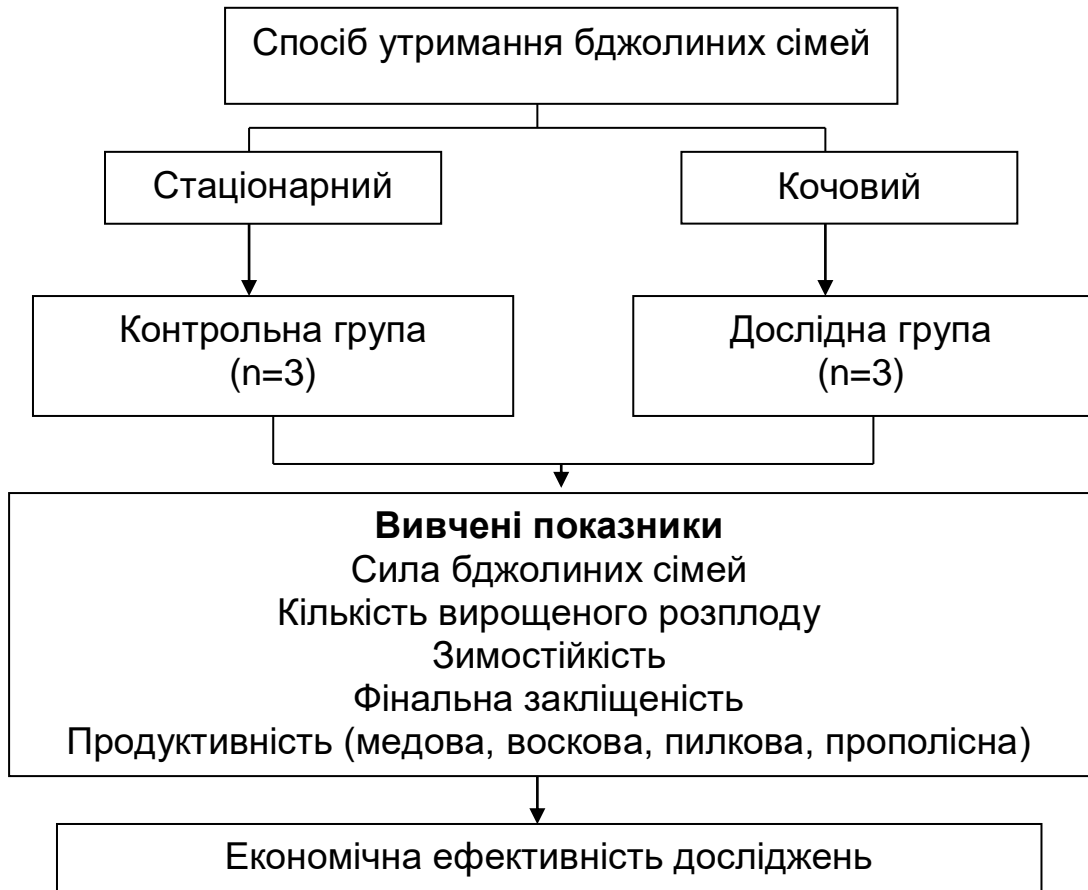 Спосіб утримання бджолиних сімей
Стаціонарний
Кочовий
Контрольна група
(n=3)
Дослідна група
(n=3)
Вивчені показники
Сила бджолиних сімей
Кількість вирощеного розплоду
Зимостійкість
Фінальна закліщеність
Продуктивність (медова, воскова, пилкова, прополісна)
Економічна ефективність досліджень